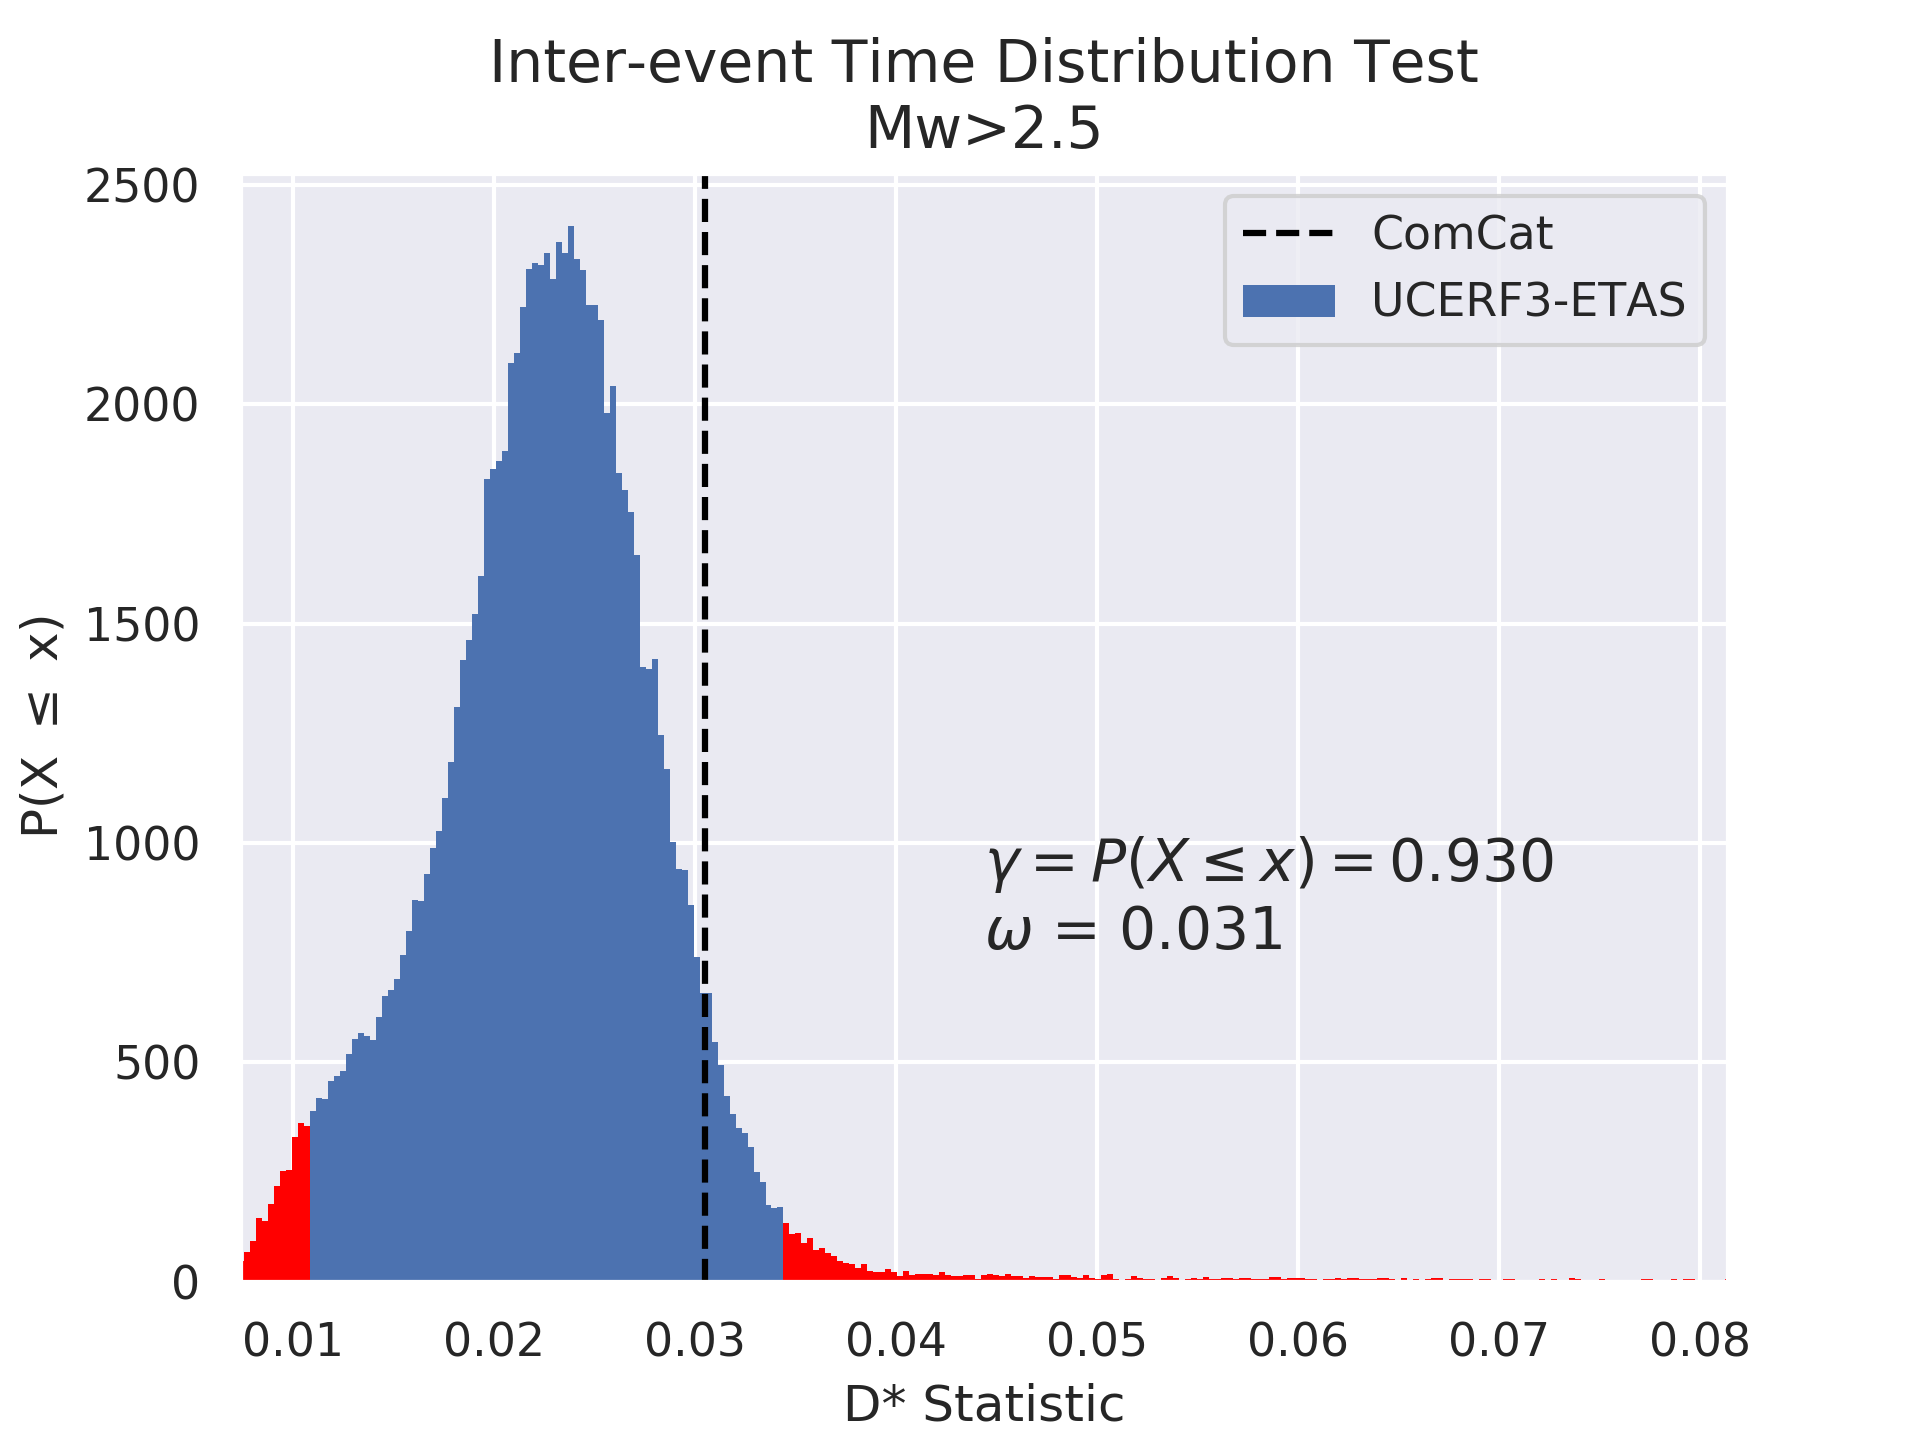 Inter-event Time Distribution Test
Mw>2.5
P(X ≤ x)
2500
2000
1500
1000
500
0
ComCat
UCERF3-ETAS
γ = P(X ≤ x) = 0.930
ω = 0.031
0.01 0.02 0.03 0.04 0.05 0.06 0.07 0.08
D* Statistic